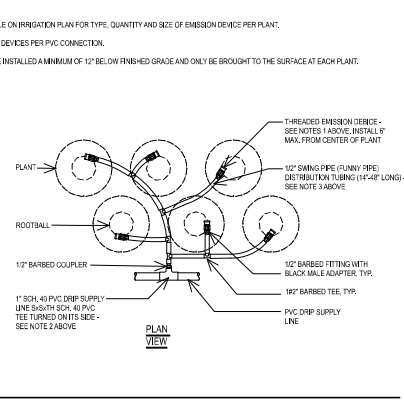 LE ON IRRIGATION PLAN FOR TYPE, QUANTITY AND SIZE OF EMISSION DEVICE PER PLANT.
DEVICES PER PVC CONNECTION.
E INSTALLED A MINIMUM OF 12" BELOW FINISHED GRADE AND ONLY BE BROUGHT TO THE SURFACE AT EACH PLANT.
THREADED EMISSION DEBICE -
SEE NOTES 1 ABOVE, INSTALL 6"
MAX. FROM CENTER OF PLANT
PLANT
1/2" SWING PIPE (FUNNY PIPE)
DISTRIBUTION TUBING (14"-48" LONG) -
SEE NOTE 3 ABOVE
ROOTBALL
1/2" BARBED COUPLER
1/2" BARBED FITTING WITH
BLACK MALE ADAPTER, TYP.
1#2" BARBED TEE, TYP.
1" SCH. 40 PVC DRIP SUPPLY
LINE SxSxTH SCH. 40 PVC
TEE TURNED ON ITS SIDE -
SEE NOTE 2 ABOVE
PVC DRIP SUPPLY
LINE
PLAN
VIEW